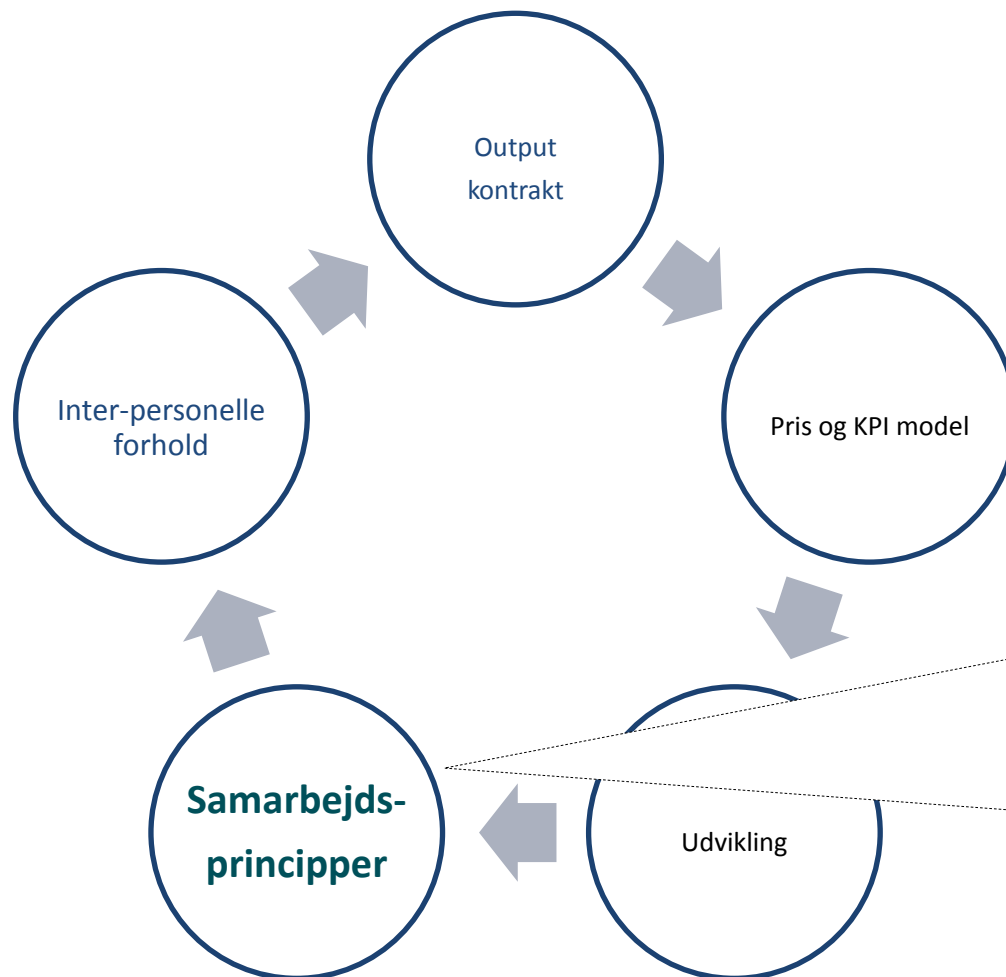 Output
kontrakt
Inter-personelle
forhold
Pris og KPI model
Samarbejds-
principper
Udvikling